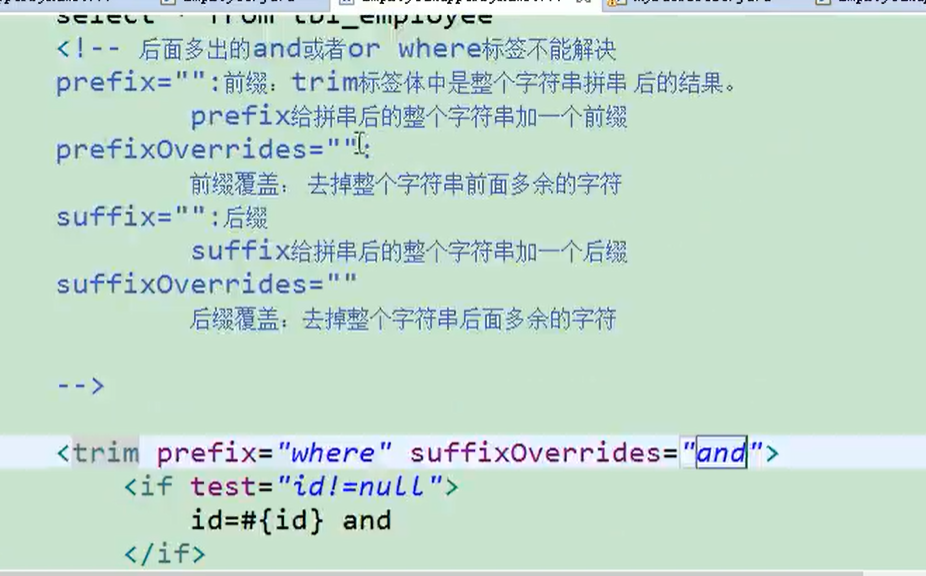 select * from tbl_employee
<!-- 后面多出的and或者or where标签不能解决
prefix="":前缀：trim标签体中是整个字符串拼串 后的结果。
prefix给拼串后的整个字符串加一个前缀
prefixOverrides="":
前缀覆盖： 去掉整个字符串前面多余的字符
suffix="":后缀
suffix给拼串后的整个字符串加一个后缀
suffixOverrides=""
后缀覆盖：去掉整个字符串后面多余的字符
-->
<trim prefix="where" suffixOverrides="and">
<if test="id!=null">
id=#{id} and
</if>